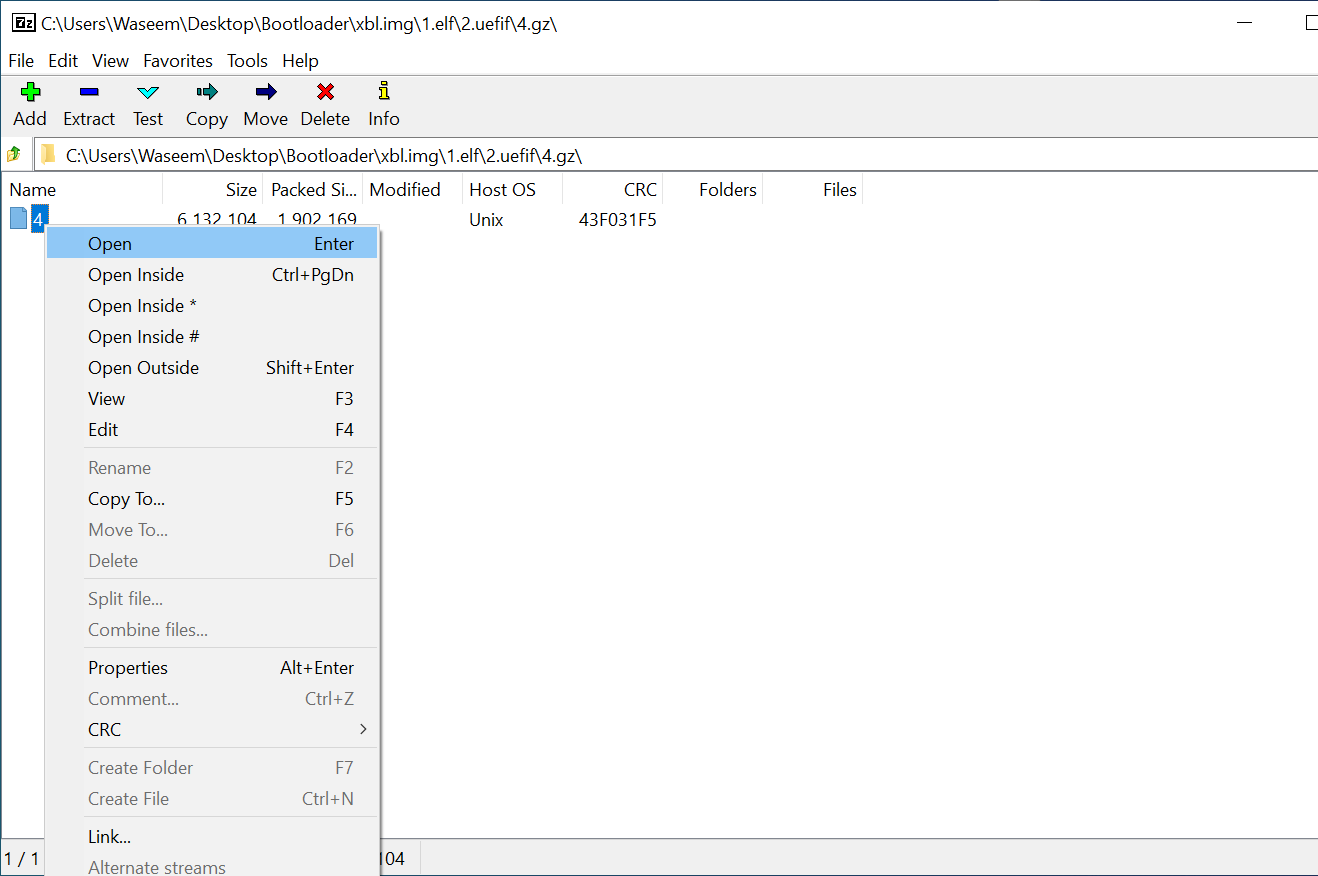 7z C:\Users\Waseem\Desktop\Bootloader\xbl.img\1.elf\2.uefif\4.gz\
File Edit View Favorites Tools Help
Add Extract Test Copy Move Delete Info
C:\Users\Waseem\Desktop\Bootloader\xbl.img\1.elf\2.uefif\4.gz\
Name Size Packed Si... Modified Host OS CRC Folders Files
4 6 132 104 1 902 169 Unix 43F031F5
Open Enter
Open Inside Ctrl+PgDn
Open Inside *
Open Inside #
Open Outside Shift+Enter
View F3
Edit F4
Rename F2
Copy To... F5
Move To... F6
Delete Del
Split file...
Combine files...
Properties Alt+Enter
Comment... Ctrl+Z
CRC
Create Folder F7
Create File Ctrl+N
Link...
1 / 1 104
Alternate streams